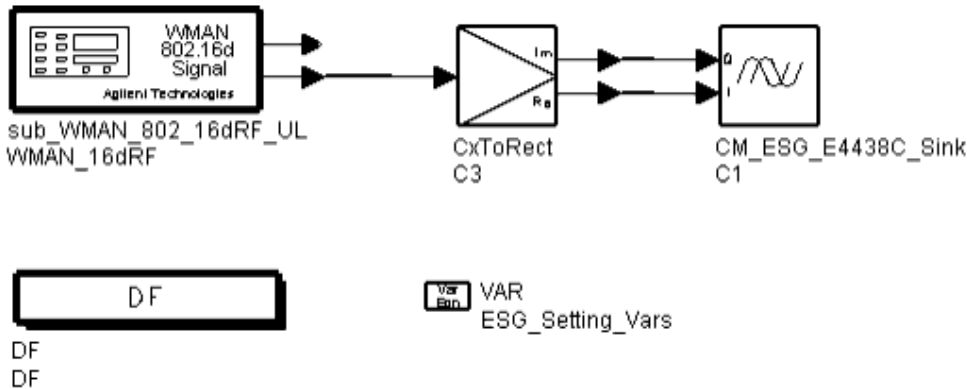 WMAN
802.16d
Signal
Agilent Technologies
sub_WMAN_802_16dRF_UL
WMAN_16dRF
Im
Re
CxToRect
C3
Q
I
CM_ESG_E4438C_Sink
C1
DF
DF
DF
Var
Eqn
VAR
ESG_Setting_Vars